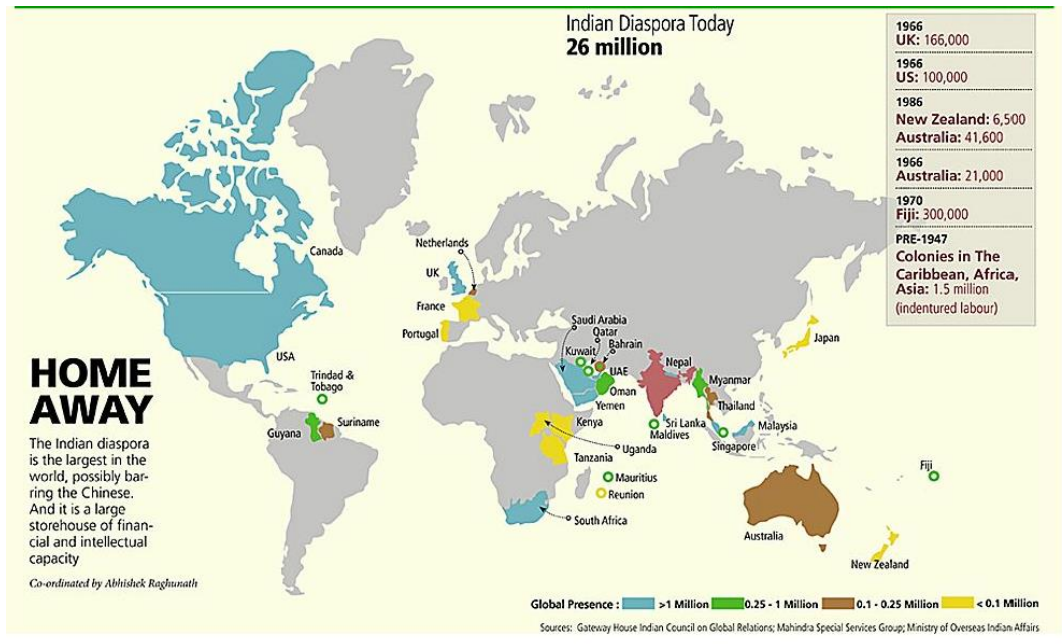 Indian Diaspora Today
26 million
1966
UK: 166,000
1966
US: 100,000
1986
New Zealand: 6,500
Australia: 41,600
1966
Australia: 21,000
1970
Fiji: 300,000
PRE-1947
Colonies in The
Caribbean, Africa,
Asia: 1.5 million
(indentured labour)
Canada
Netherlands
UK
France
Portugal
Saudi Arabia
Qatar
Bahrain
Kuwait
UAE
Oman
Yemen
Nepal
Japan
USA
Myanmar
Thailand
Trinidad &
Tobago
Suriname
Guyana
Kenya
Uganda
Tanzania
Maldives
Sri Lanka
Malaysia
Singapore
Mauritius
Reunion
South Africa
Fiji
Australia
New Zealand
HOME
AWAY
The Indian diaspora
is the largest in the
world, possibly bar-
ring the Chinese.
And it is a large
storehouse of finan-
cial and intellectual
capacity
Co-ordinated by Abhishek Raghunath
Global Presence : >1 Million 0.25 - 1 Million 0.1 - 0.25 Million < 0.1 Million
Sources: Gateway House Indian Council on Global Relations; Mahindra Special Services Group; Ministry of Overseas Indian Affairs